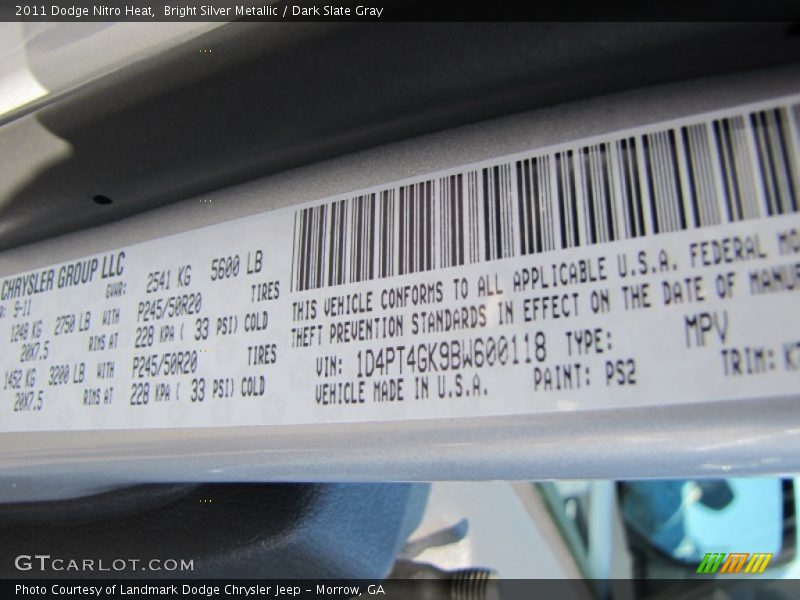 2011 Dodge Nitro Heat,  Bright Silver Metallic / Dark Slate Gray
CHRYSLER GROUP LLC
GVWR: 2541 KG 5600 LB
9-11
1248 KG 2750 LB WITH P245/50R20 TIRES
20X7.5 RIMS AT 228 KPA ( 33 PSI) COLD
1452 KG 3200 LB WITH P245/50R20 TIRES
20X7.5 RIMS AT 228 KPA ( 33 PSI) COLD
THIS VEHICLE CONFORMS TO ALL APPLICABLE U.S.A. FEDERAL
THEFT PREVENTION STANDARDS IN EFFECT ON THE DATE OF
VIN: 1D4PT4GK9BW600118 TYPE: MPV
VEHICLE MADE IN U.S.A. PAINT: PS2 TRIM:
GTCARLOT.COM
Photo Courtesy of Landmark Dodge Chrysler Jeep - Morrow, GA